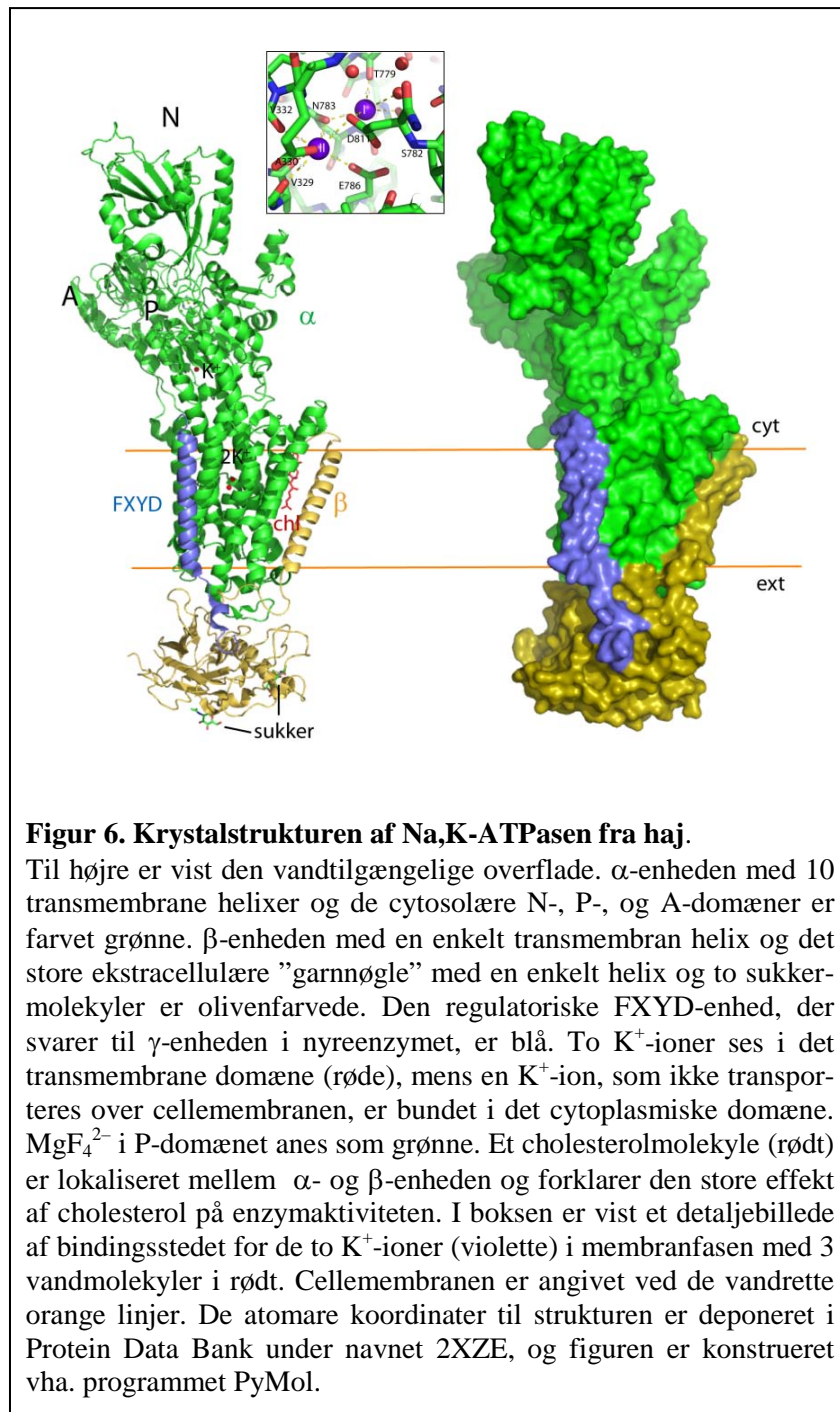 T779
V332
N783
I
D811
S782
II
A330
V329
E786
N
A
P
α
K⁺
cyt
2K⁺
FXYD
chl
β
ext
sukker
Figur 6. Krystalstrukturen af Na,K-ATPasen fra haj.
Til højre er vist den vandtilgængelige overflade. α-enheden med 10
transmembrane helixer og de cytosolære N-, P-, og A-domæner er
farvet grønne. β-enheden med en enkelt transmembran helix og det
store ekstracellulære ”garnnøgle” med en enkelt helix og to sukker-
molekyler er olivenfarvede. Den regulatoriske FXYD-enhed, der
svarer til γ-enheden i nyreenzymet, er blå. To K⁺-ioner ses i det
transmembrane domæne (røde), mens en K⁺-ion, som ikke transpor-
teres over cellemembranen, er bundet i det cytoplasmiske domæne.
MgF₄²⁻ i P-domænet anes som grønne. Et cholesterolmolekyle (rødt)
er lokaliseret mellem α- og β-enheden og forklarer den store effekt
af cholesterol på enzymaktiviteten. I boksen er vist et detaljebillede
af bindingsstedet for de to K⁺-ioner (violette) i membranfasen med 3
vandmolekyler i rødt. Cellemembranen er angivet ved de vandrette
orange linjer. De atomare koordinater til strukturen er deponeret i
Protein Data Bank under navnet 2XZE, og figuren er konstrueret
vha. programmet PyMol.